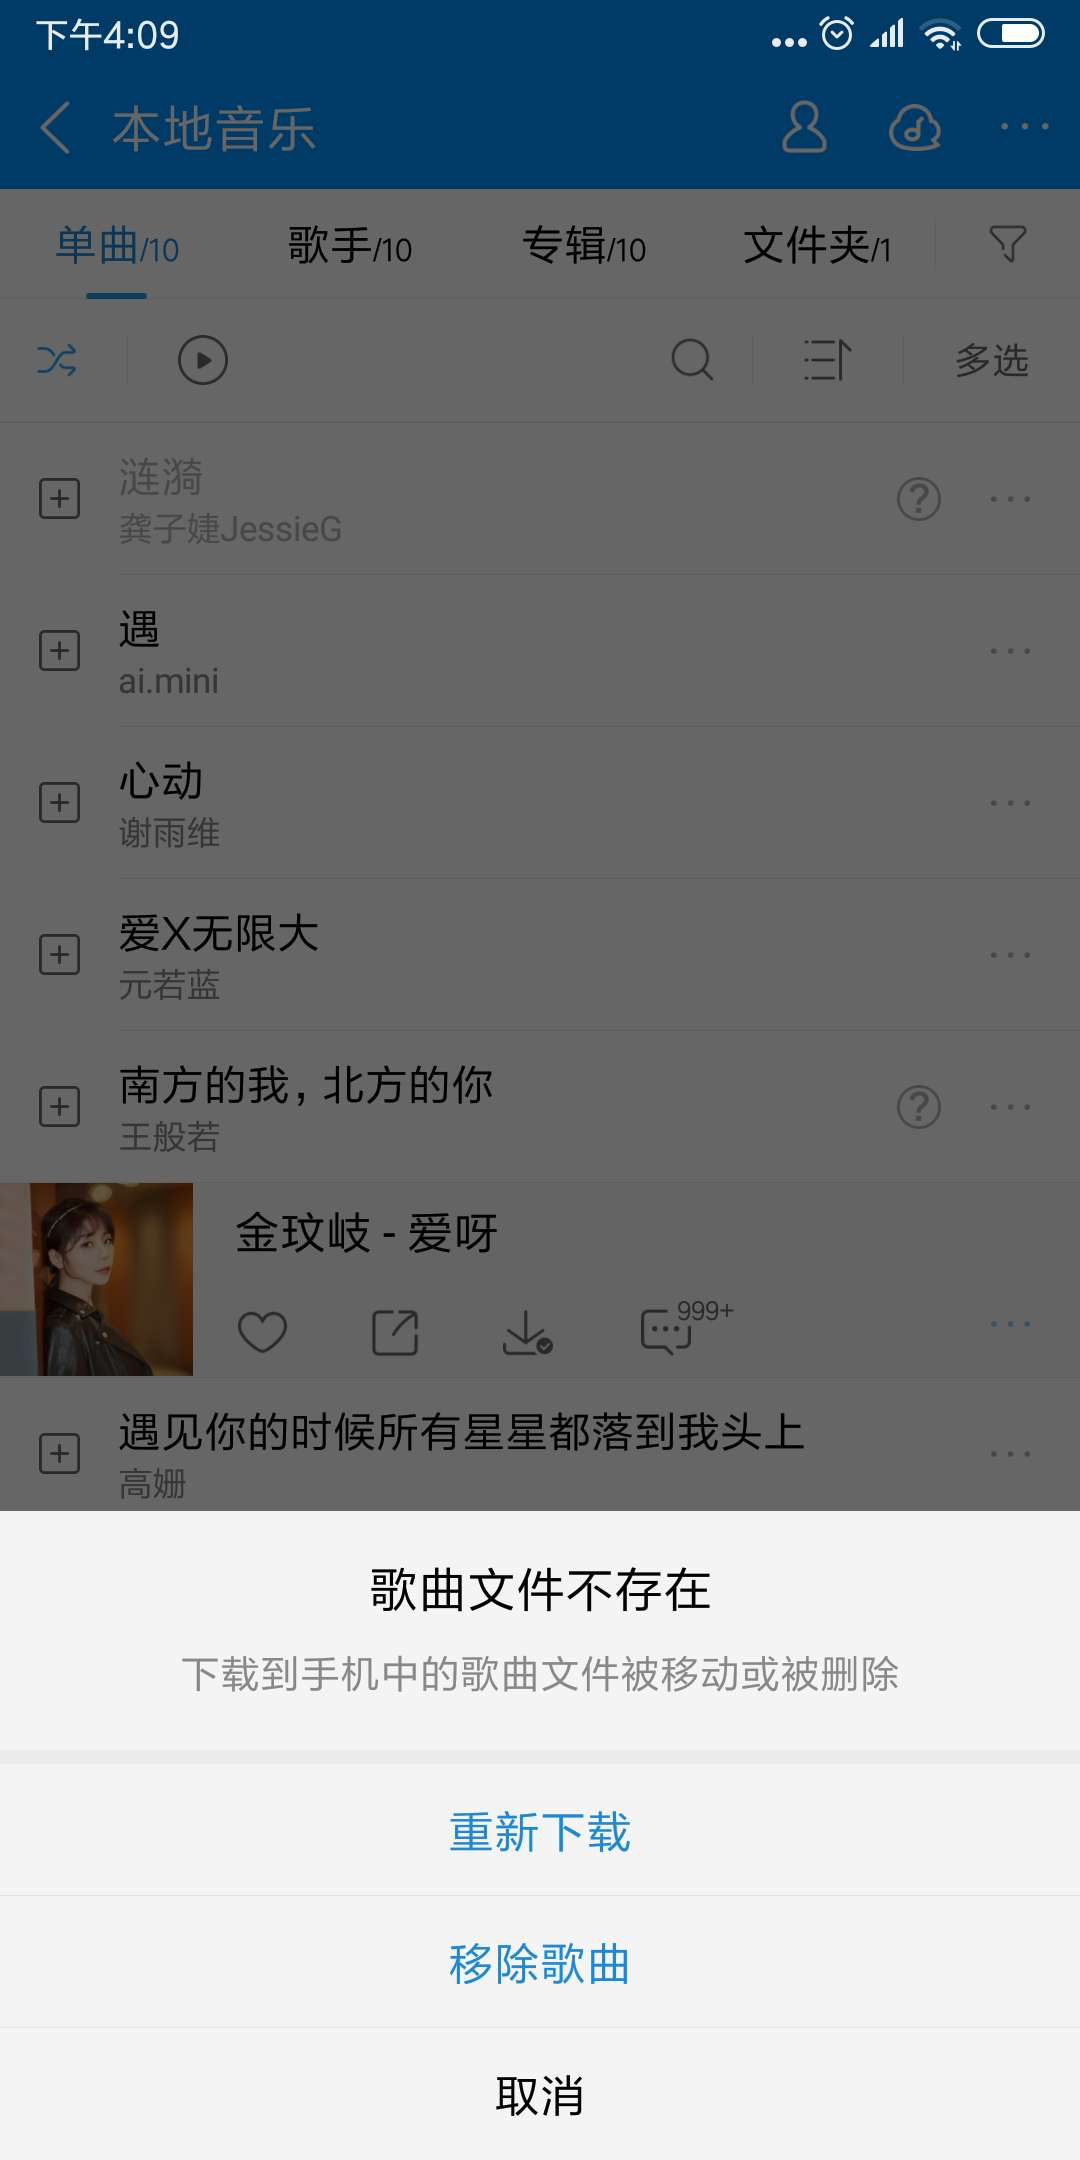 下午4:09
本地音乐
单曲/10 歌手/10 专辑/10 文件夹/1
多选
涟漪
龚子婕JessieG
遇
ai.mini
心动
谢雨维
爱X无限大
元若蓝
南方的我，北方的你
王般若
金玟岐 - 爱呀
999+
遇见你的时候所有星星都落到我头上
高姗
歌曲文件不存在
下载到手机中的歌曲文件被移动或被删除
重新下载
移除歌曲
取消